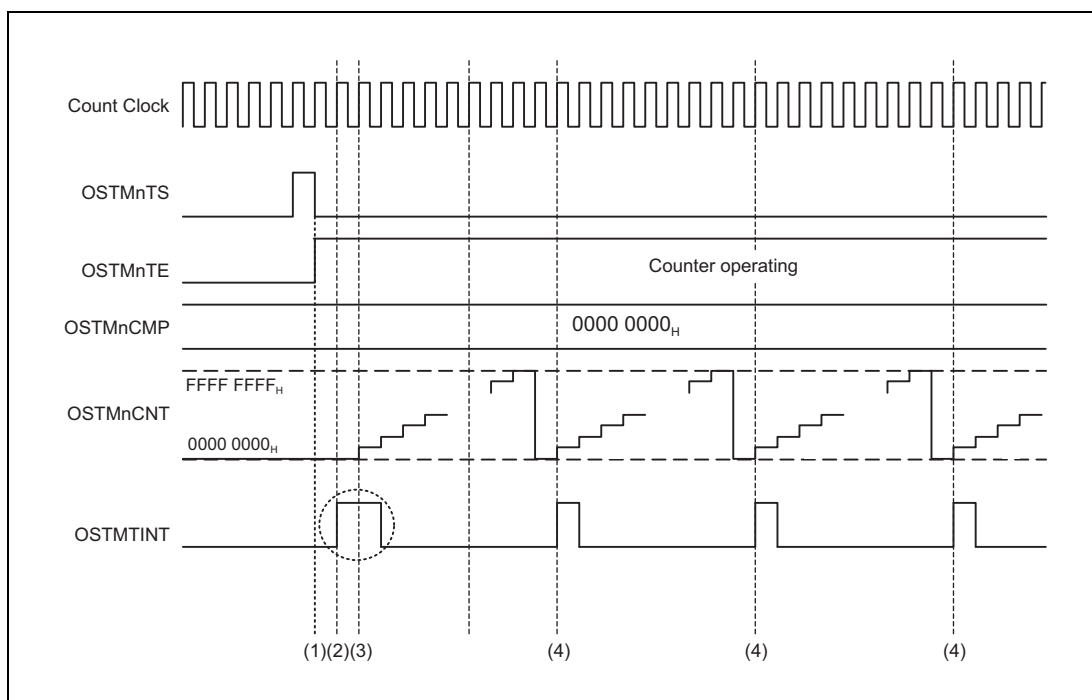 Count Clock
OSTMnTS
OSTMnTE
Counter operating
OSTMnCMP
0000 0000H
FFFF FFFFH
OSTMnCNT
0000 0000H
OSTMTINT
(1)(2)(3)
(4)
(4)
(4)